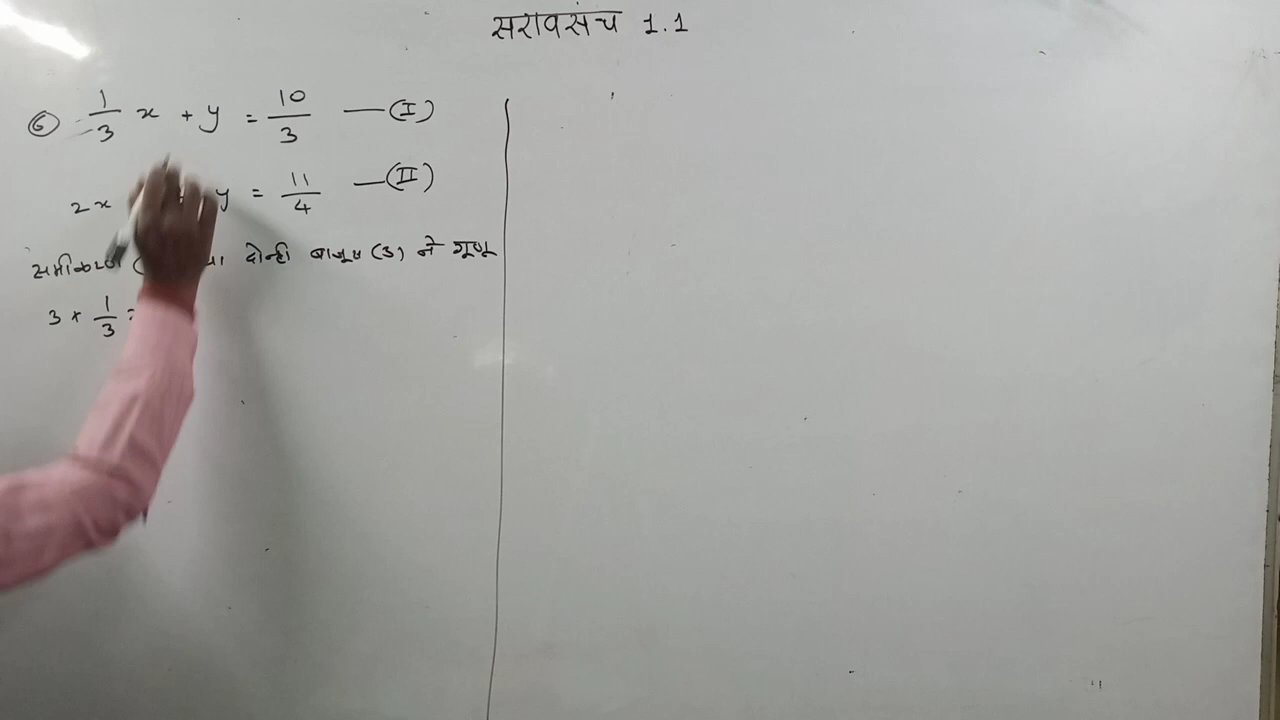 सरावसंच 1.1
6 1/3 x + y = 10/3 —(I)
2x + y = 11/4 —(II)
समीकरण ( दोन्ही बाजूस (3) ने गुणू
3 × 1/3 =